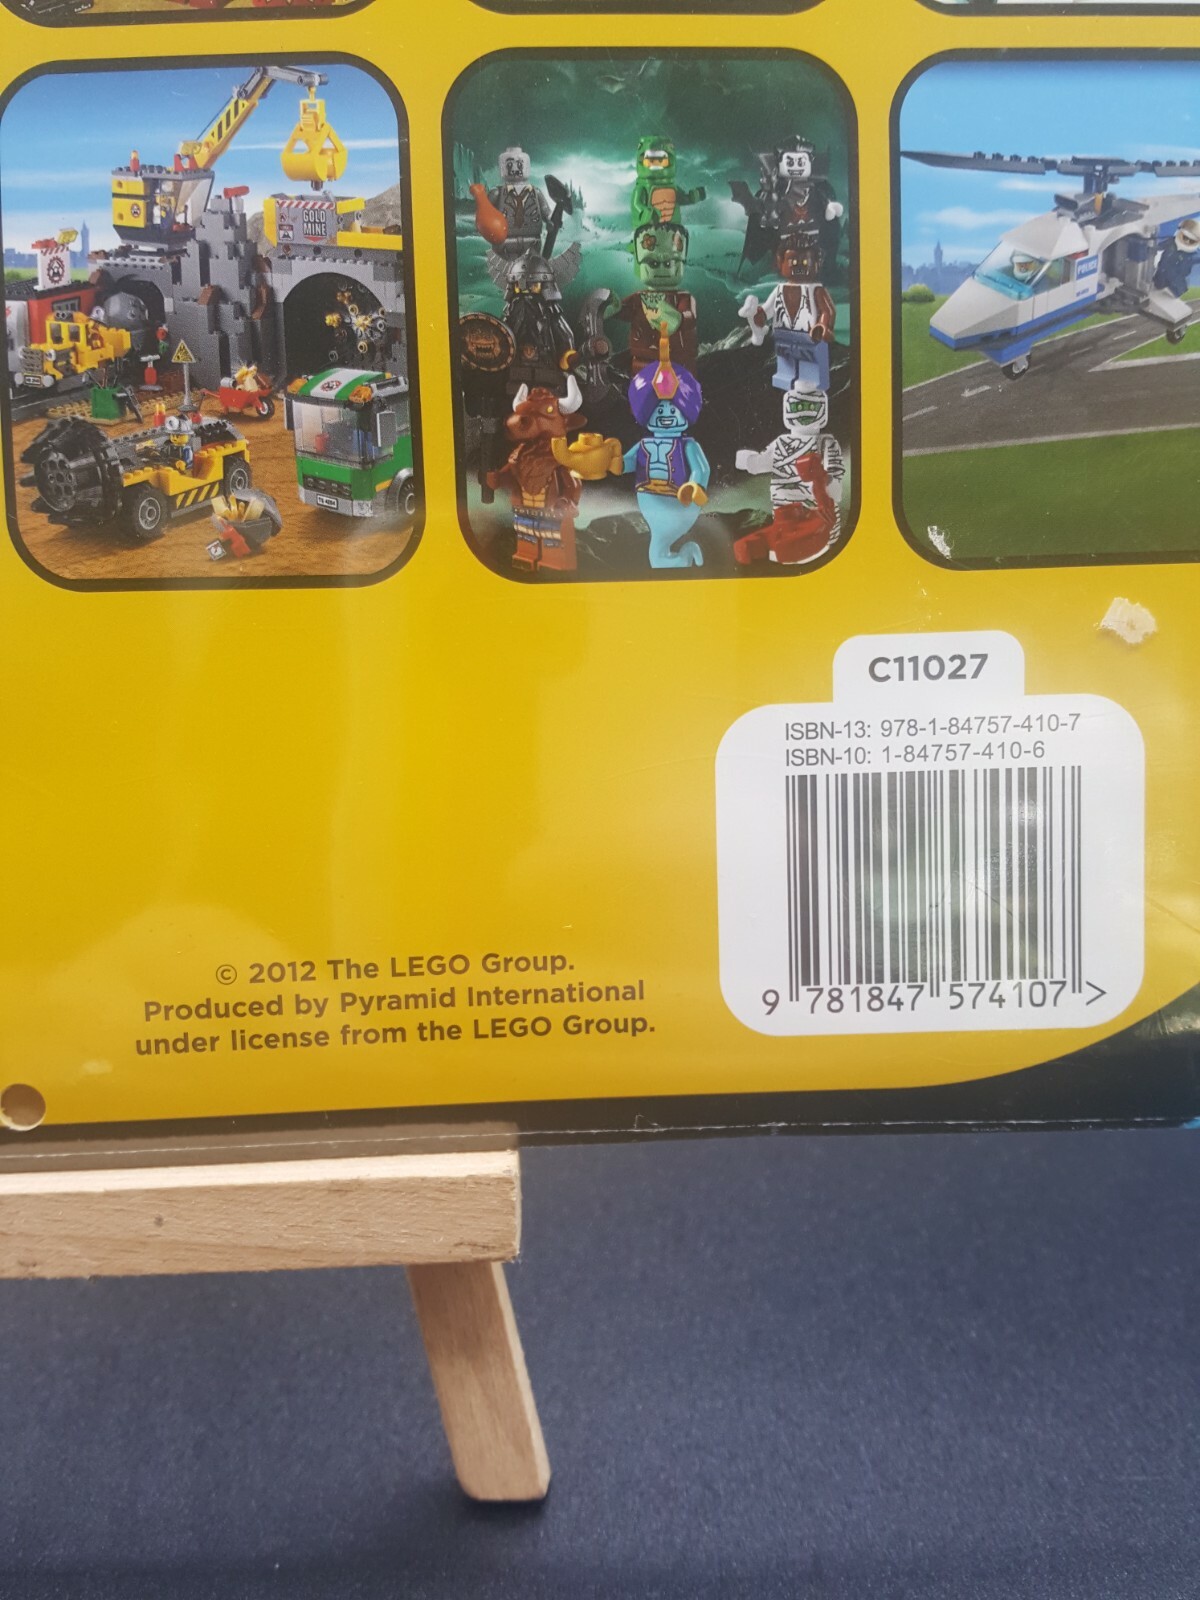 GOLD
MINE
POLICE
C11027
ISBN-13: 978-1-84757-410-7
ISBN-10: 1-84757-410-6
9 781847 574107 >
© 2012 The LEGO Group.
Produced by Pyramid International
under license from the LEGO Group.